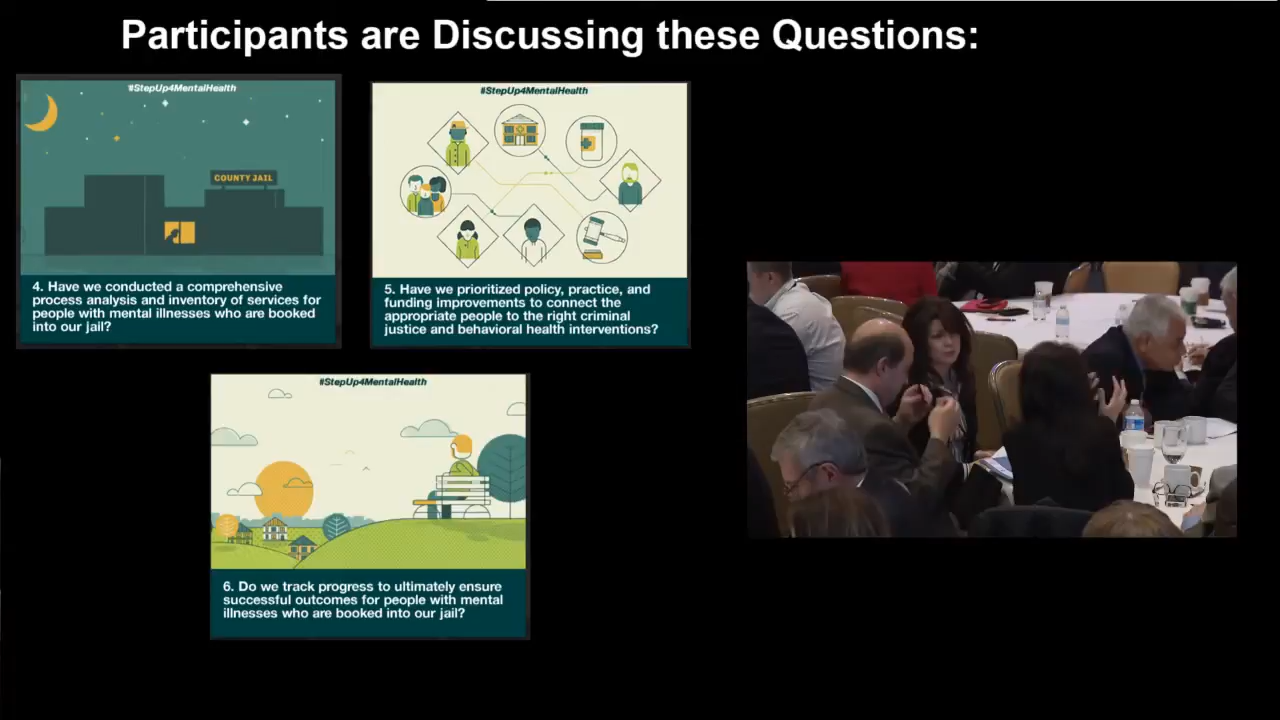 Participants are Discussing these Questions:
#StepUp4MentalHealth
COUNTY JAIL
4. Have we conducted a comprehensive
process analysis and inventory of services for
people with mental illnesses who are booked
into our jail?
#StepUp4MentalHealth
5. Have we prioritized policy, practice, and
funding improvements to connect the
appropriate people to the right criminal
justice and behavioral health interventions?
#StepUp4MentalHealth
6. Do we track progress to ultimately ensure
successful outcomes for people with mental
illnesses who are booked into our jail?